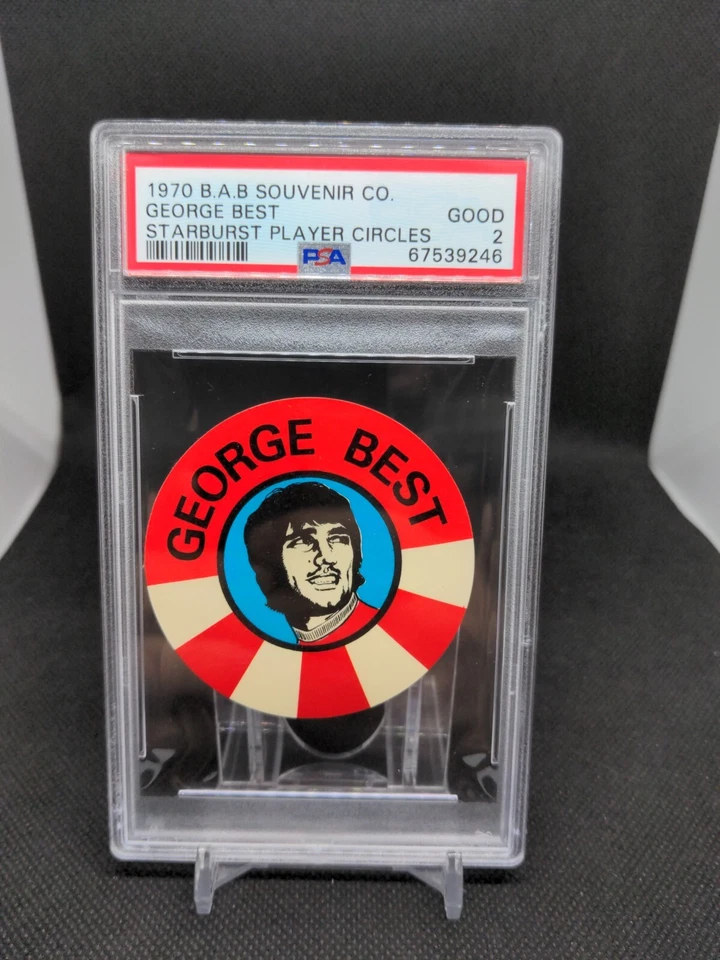 1970 B.A.B SOUVENIR CO.
GEORGE BEST GOOD
STARBURST PLAYER CIRCLES 2
PSA 67539246
GEORGE BEST